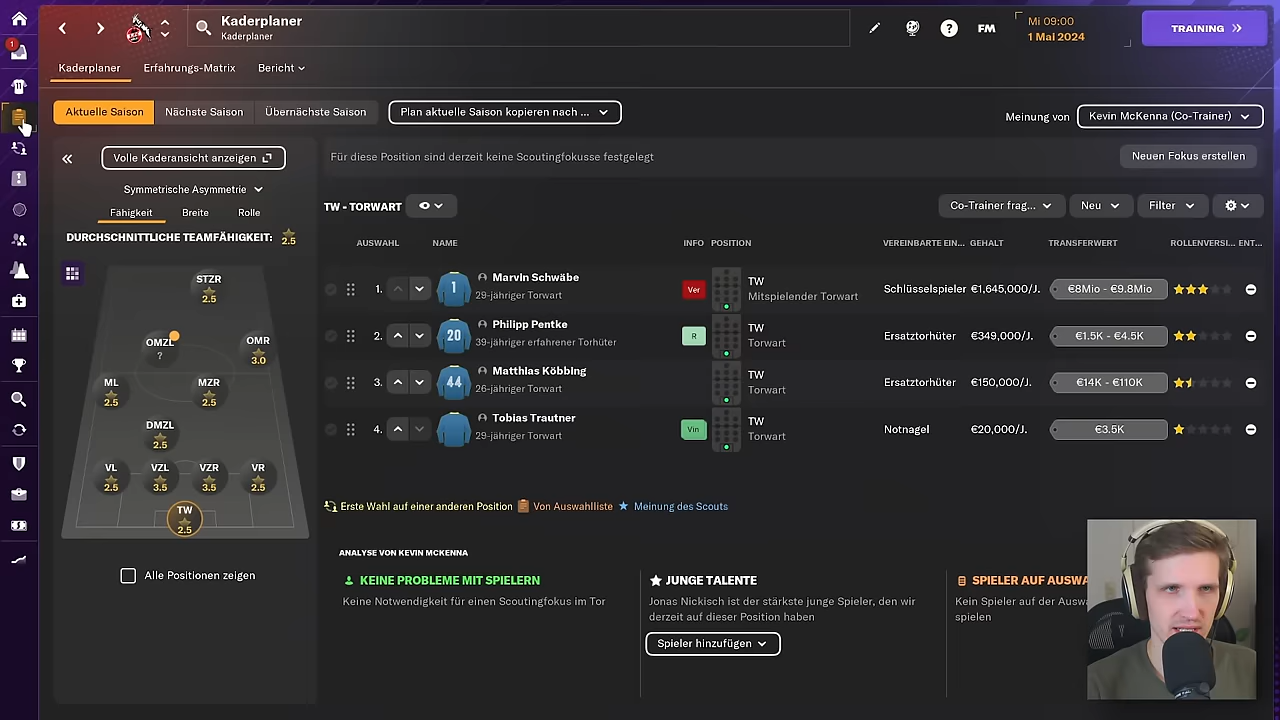 Kaderplaner
Kaderplaner
FM
Mi 09:00
1 Mai 2024
TRAINING
1
Kaderplaner
Erfahrungs-Matrix
Bericht
Aktuelle Saison
Nächste Saison
Übernächste Saison
Plan aktuelle Saison kopieren nach ...
Meinung von
Kevin McKenna (Co-Trainer)
Volle Kaderansicht anzeigen
Für diese Position sind derzeit keine Scoutingfokusse festgelegt
Neuen Fokus erstellen
Symmetrische Asymmetrie
Fähigkeit
Breite
Rolle
DURCHSCHNITTLICHE TEAMFÄHIGKEIT: 2.5
TW - TORWART
Co-Trainer frag...
Neu
Filter
AUSWAHL
NAME
INFO
POSITION
VEREINBARTE EIN...
GEHALT
TRANSFERWERT
ROLLENVERSI...
ENT...
1. 1 Marvin Schwäbe
29-jähriger Torwart
Ver
TW
Mitspielender Torwart
Schlüsselspieler
€1,645,000/J.
€8Mio - €9.8Mio
2. 20 Philipp Pentke
39-jähriger erfahrener Torhüter
R
TW
Torwart
Ersatztorhüter
€349,000/J.
€1.5K - €4.5K
3. 44 Matthias Köbbing
26-jähriger Torwart
TW
Torwart
Ersatztorhüter
€150,000/J.
€14K - €110K
4. Tobias Trautner
29-jähriger Torwart
Vin
TW
Torwart
Notnagel
€20,000/J.
€3.5K
STZR
2.5
OMZL
?
OMR
3.0
ML
2.5
MZR
2.5
DMZL
2.5
VL
2.5
VZL
3.5
VZR
3.5
VR
2.5
TW
2.5
Alle Positionen zeigen
Erste Wahl auf einer anderen Position
Von Auswahlliste
Meinung des Scouts
ANALYSE VON KEVIN MCKENNA
KEINE PROBLEME MIT SPIELERN
Keine Notwendigkeit für einen Scoutingfokus im Tor
JUNGE TALENTE
Jonas Nickisch ist der stärkste junge Spieler, den wir
derzeit auf dieser Position haben
Spieler hinzufügen
SPIELER AUF AUSWA
Kein Spieler auf der Auswa
spielen